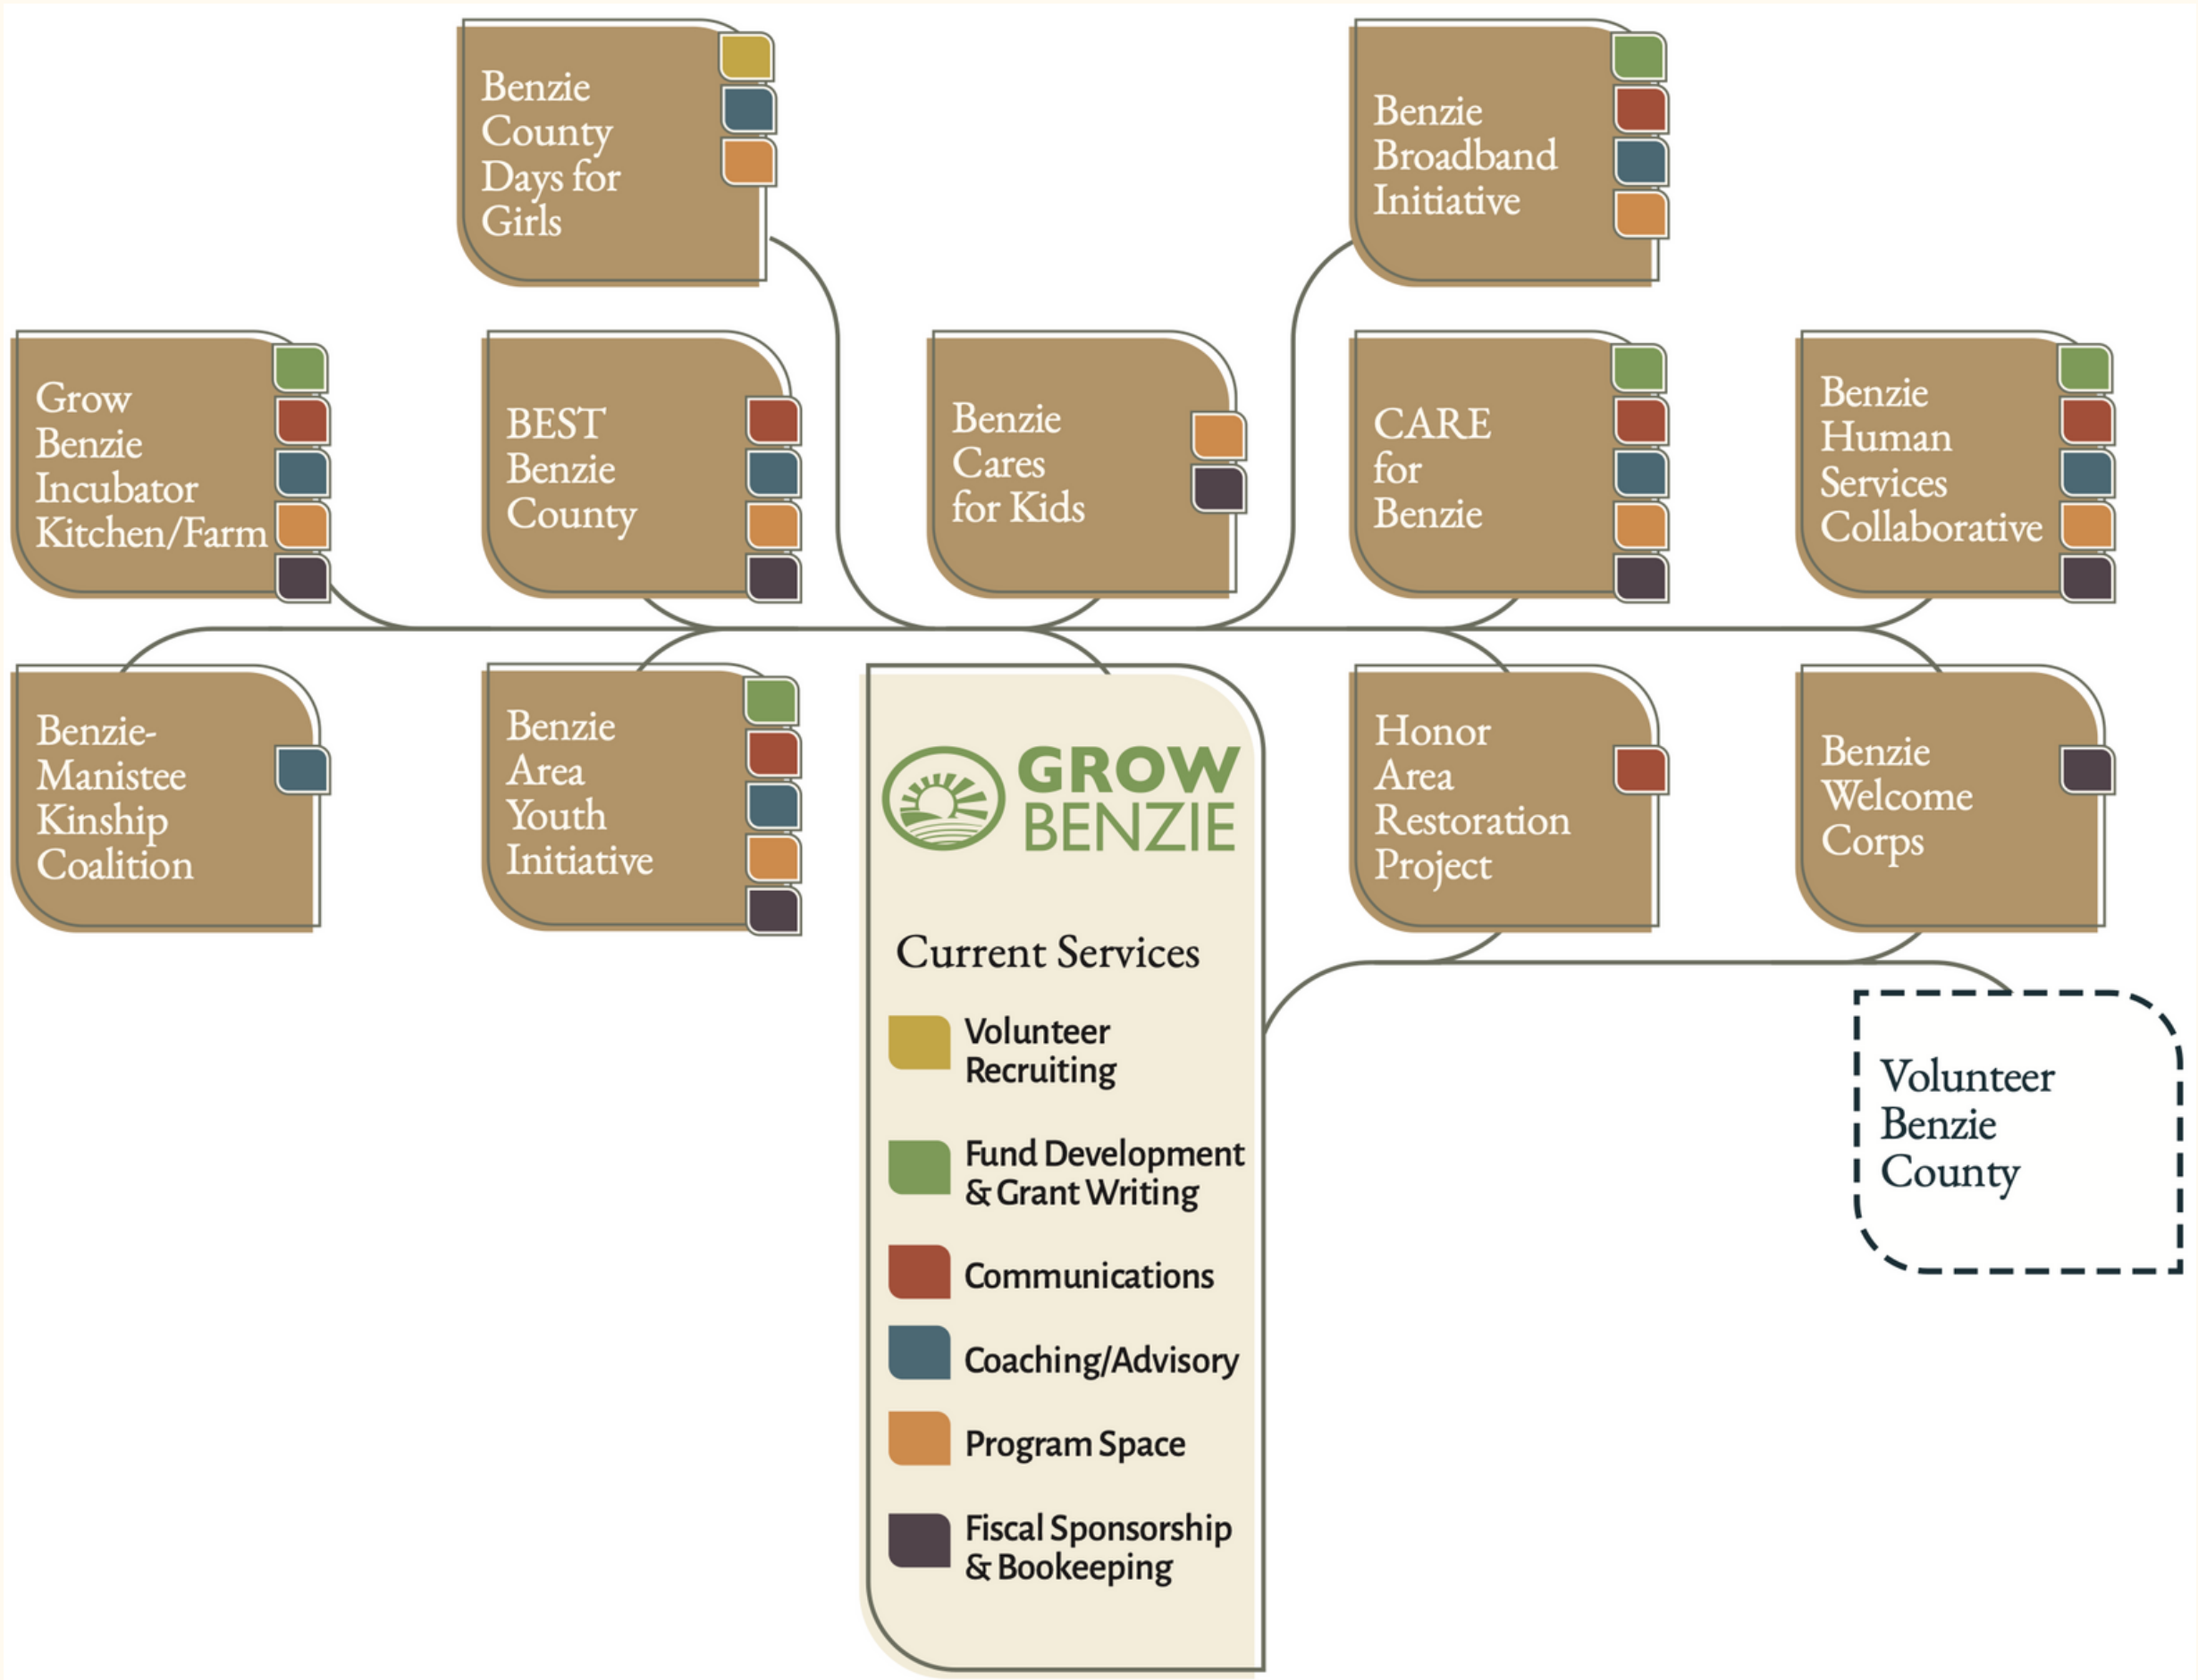 Benzie
County
Days for
Girls
Benzie
Broadband
Initiative
Grow
Benzie
Incubator
Kitchen/Farm
BEST
Benzie
County
Benzie
Cares
for Kids
CARE
for
Benzie
Benzie
Human
Services
Collaborative
Benzie-
Manistee
Kinship
Coalition
Benzie
Area
Youth
Initiative
GROW
BENZIE
Current Services
Volunteer
Recruiting
Fund Development
& Grant Writing
Communications
Coaching/Advisory
Program Space
Fiscal Sponsorship
& Bookeeping
Honor
Area
Restoration
Project
Benzie
Welcome
Corps
Volunteer
Benzie
County